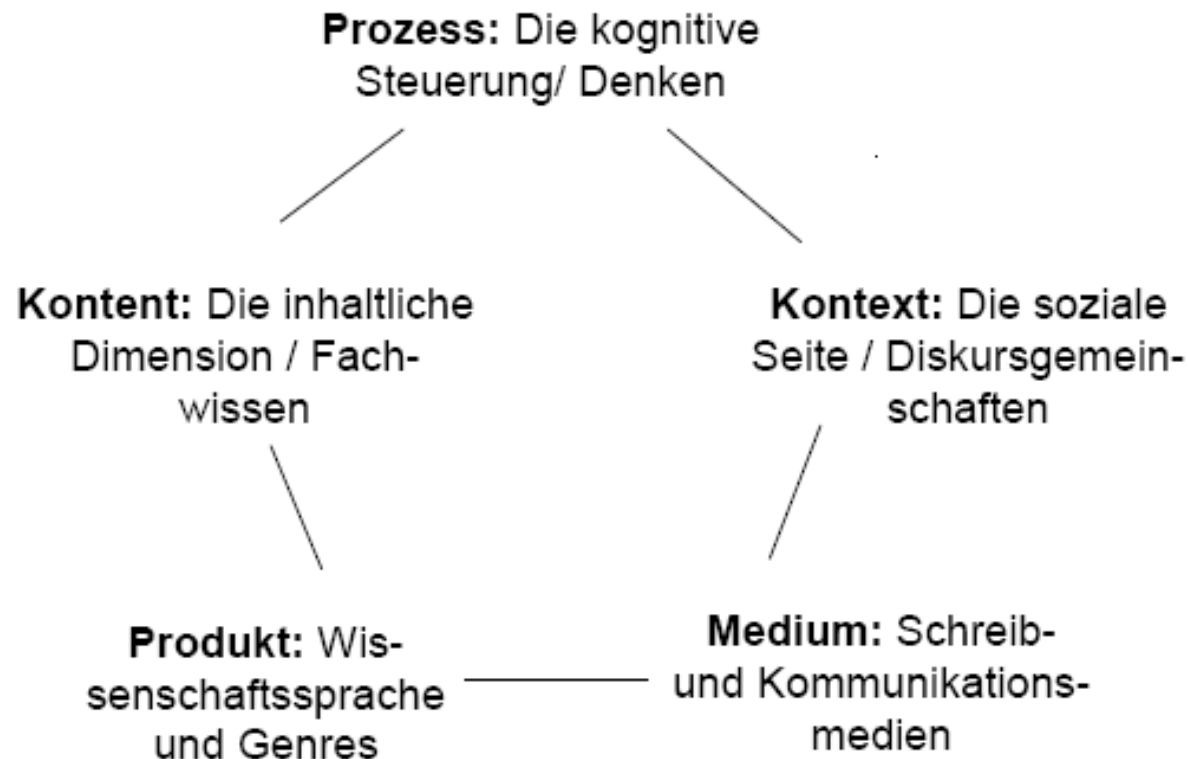 Prozess: Die kognitive
Steuerung/ Denken
Kontent: Die inhaltliche
Dimension / Fach-
wissen
Kontext: Die soziale
Seite / Diskursgemein-
schaften
Produkt: Wis-
senschaftssprache
und Genres
Medium: Schreib-
und Kommunikations-
medien